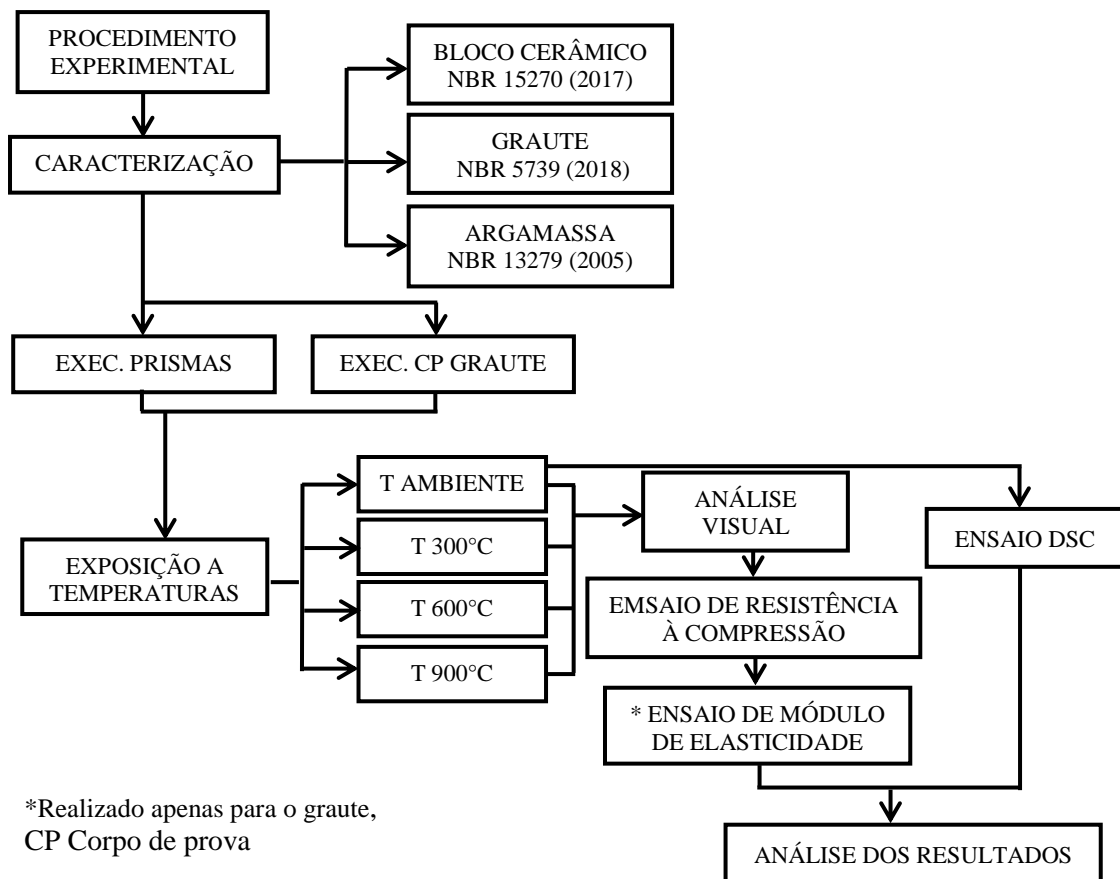 PROCEDIMENTO
EXPERIMENTAL
BLOCO CERÂMICO
NBR 15270 (2017)
CARACTERIZAÇÃO
GRAUTE
NBR 5739 (2018)
ARGAMASSA
NBR 13279 (2005)
EXEC. PRISMAS
EXEC. CP GRAUTE
EXPOSIÇÃO A
TEMPERATURAS
T AMBIENTE
T 300°C
T 600°C
T 900°C
ANÁLISE
VISUAL
ENSAIO DSC
EMSAIO DE RESISTÊNCIA
À COMPRESSÃO
* ENSAIO DE MÓDULO
DE ELASTICIDADE
*Realizado apenas para o graute,
CP Corpo de prova
ANÁLISE DOS RESULTADOS